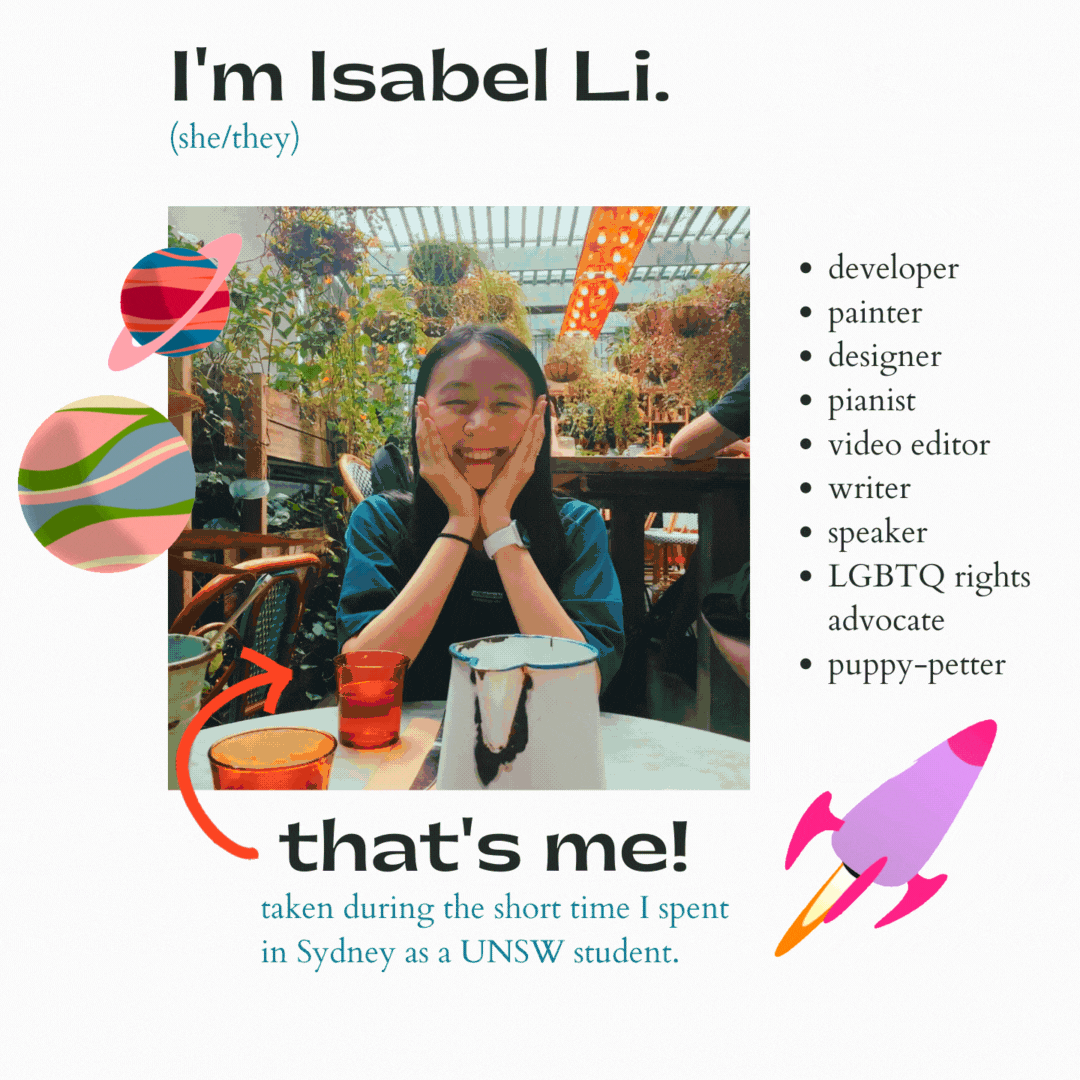 I'm Isabel Li.
(she/they)
developer
painter
designer
pianist
video editor
writer
speaker
LGBTQ rights
advocate
puppy-petter
that's me!
taken during the short time I spent
in Sydney as a UNSW student.